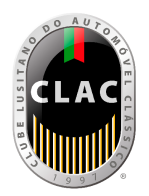 CLUBE LUSITANO DO AUTOMÓVEL CLÁSSICO
CLAC
1997
®